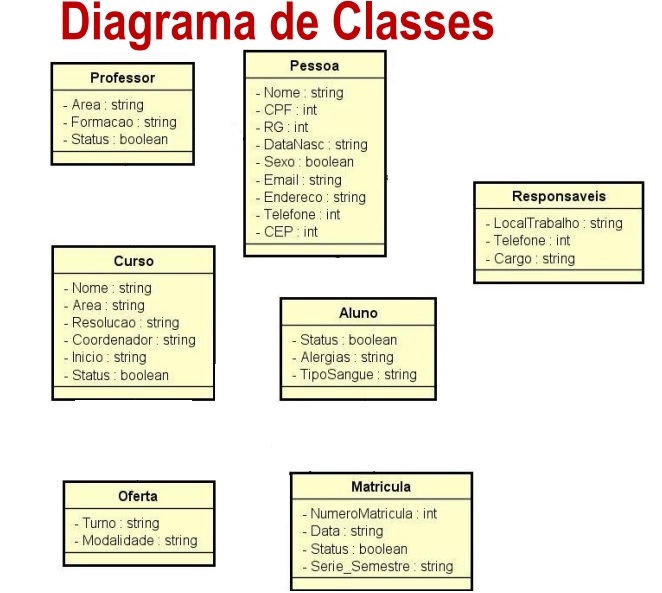 Diagrama de Classes
Professor
- Area : string
- Formacao : string
- Status : boolean
Pessoa
- Nome : string
- CPF : int
- RG : int
- DataNasc : string
- Sexo : boolean
- Email : string
- Endereco : string
- Telefone : int
- CEP : int
Responsaveis
- LocalTrabalho : string
- Telefone : int
- Cargo : string
Curso
- Nome : string
- Area : string
- Resolucao : string
- Coordenador : string
- Inicio : string
- Status : boolean
Aluno
- Status : boolean
- Alergias : string
- TipoSangue : string
Oferta
- Turno : string
- Modalidade : string
Matricula
- NumeroMatricula : int
- Data : string
- Status : boolean
- Serie_Semestre : string